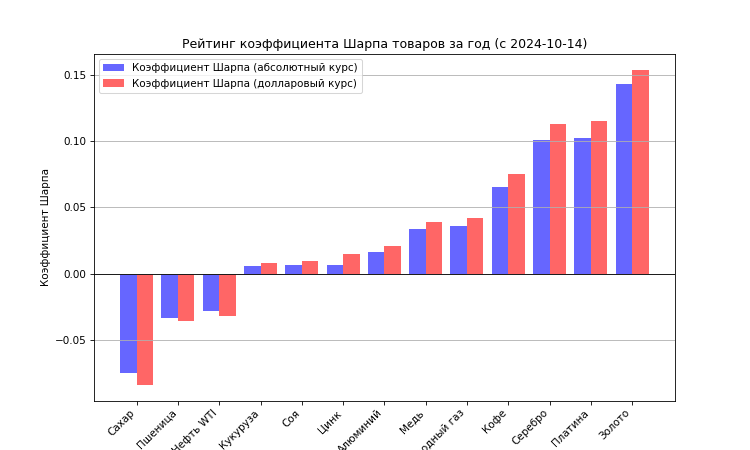 Рейтинг коэффициента Шарпа товаров за год (с 2024-10-14)
Коэффициент Шарпа (абсолютный курс)
Коэффициент Шарпа (долларовый курс)
Коэффициент Шарпа
0.15
0.10
0.05
0.00
−0.05
Сахар
Пшеница
Нефть WTI
Кукуруза
Соя
Цинк
Алюминий
Медь
газ
Кофе
Серебро
Платина
Золото